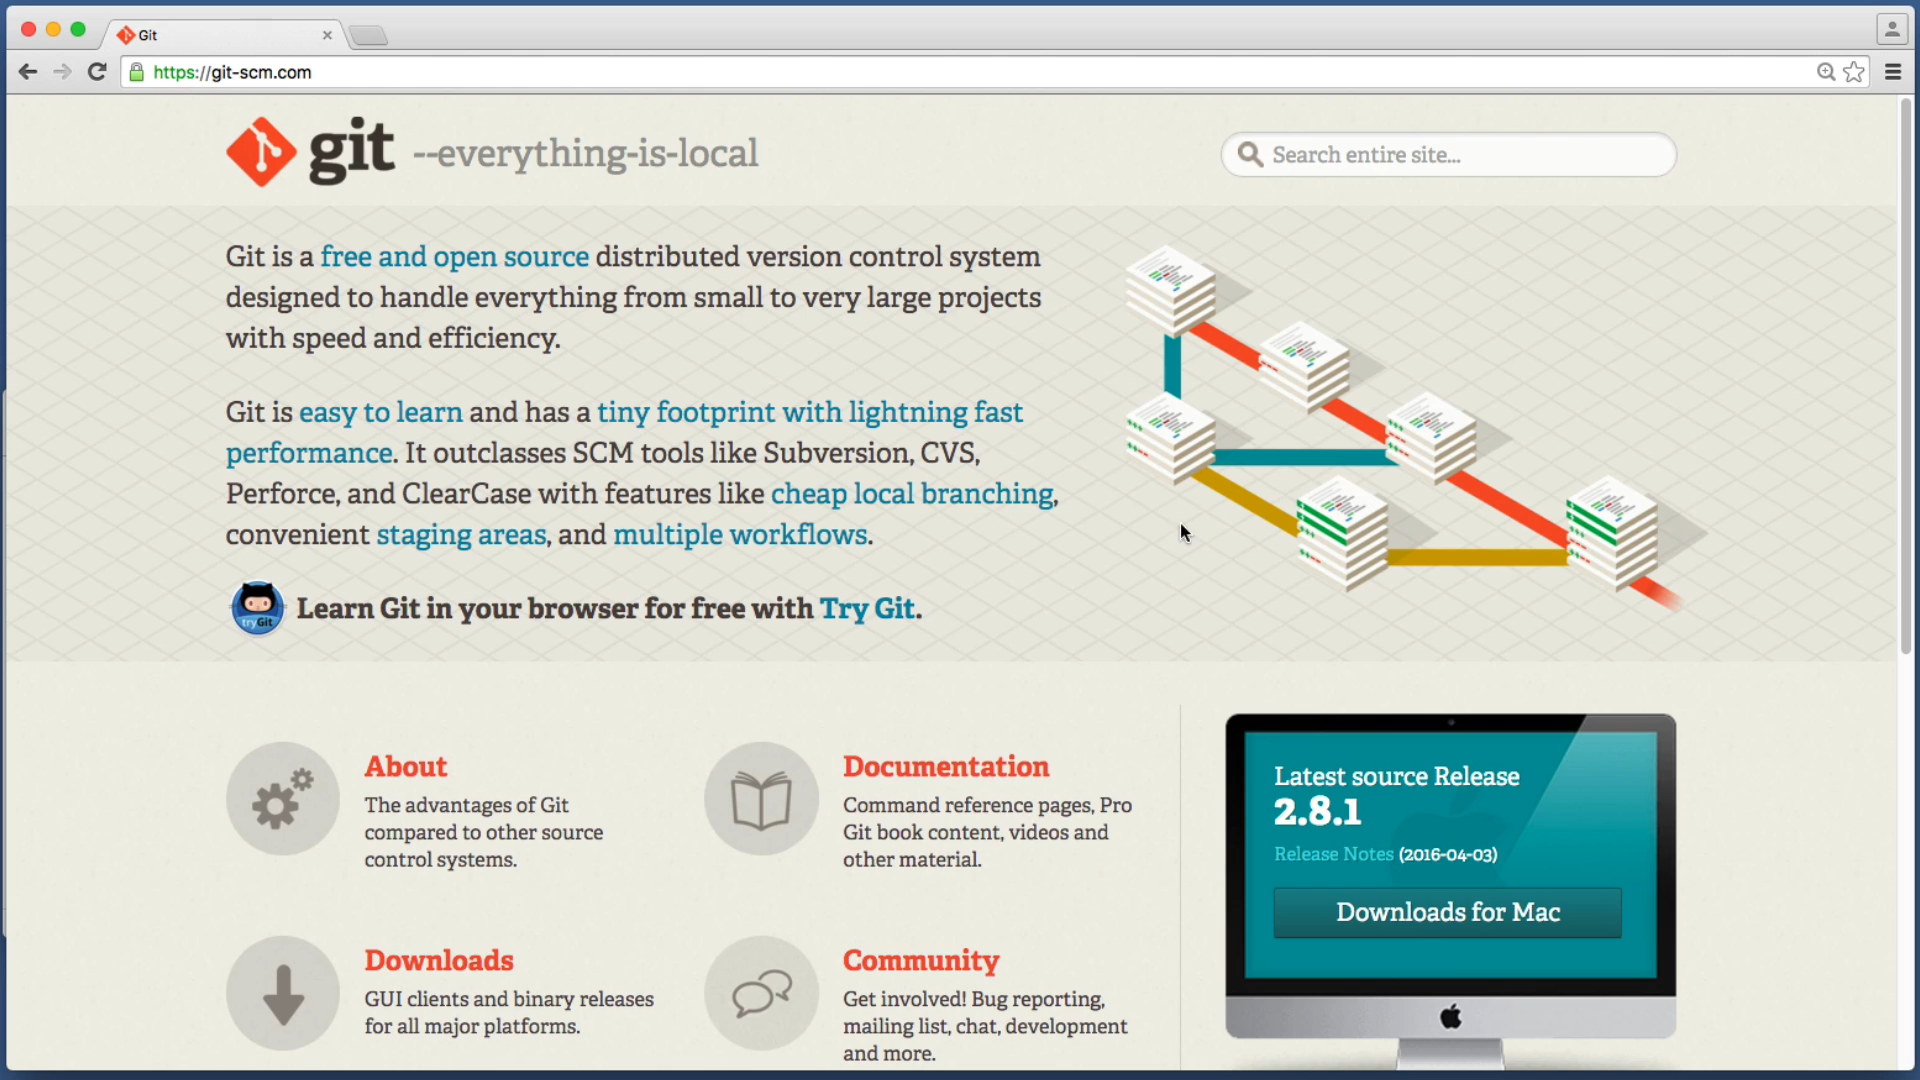 Git
https://git-scm.com
git --everything-is-local
Search entire site...
Git is a free and open source distributed version control system
designed to handle everything from small to very large projects
with speed and efficiency.
Git is easy to learn and has a tiny footprint with lightning fast
performance. It outclasses SCM tools like Subversion, CVS,
Perforce, and ClearCase with features like cheap local branching,
convenient staging areas, and multiple workflows.
tryGit
Learn Git in your browser for free with Try Git.
About
The advantages of Git
compared to other source
control systems.
Documentation
Command reference pages, Pro
Git book content, videos and
other material.
Downloads
GUI clients and binary releases
for all major platforms.
Community
Get involved! Bug reporting,
mailing list, chat, development
and more.
Latest source Release
2.8.1
Release Notes (2016-04-03)
Downloads for Mac